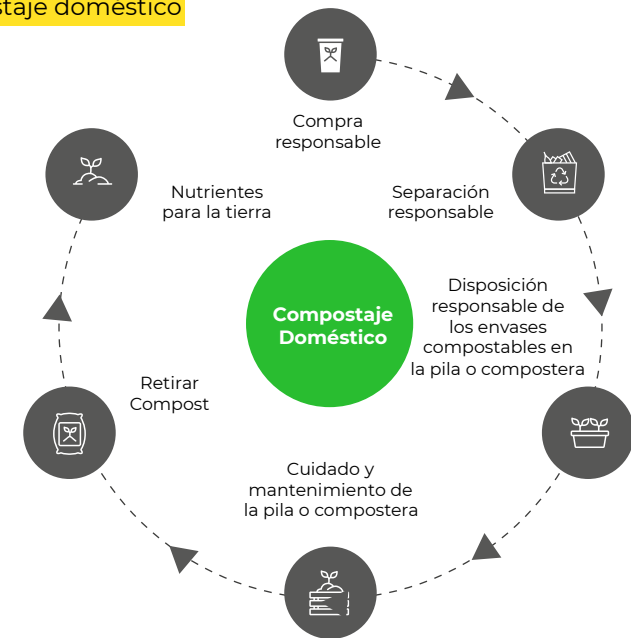 doméstico
Compra
responsable
Separación
responsable
Disposición
responsable de
los envases
compostables en
la pila o compostera
Cuidado y
mantenimiento de
la pila o compostera
Retirar
Compost
Nutrientes
para la tierra
Compostaje
Doméstico